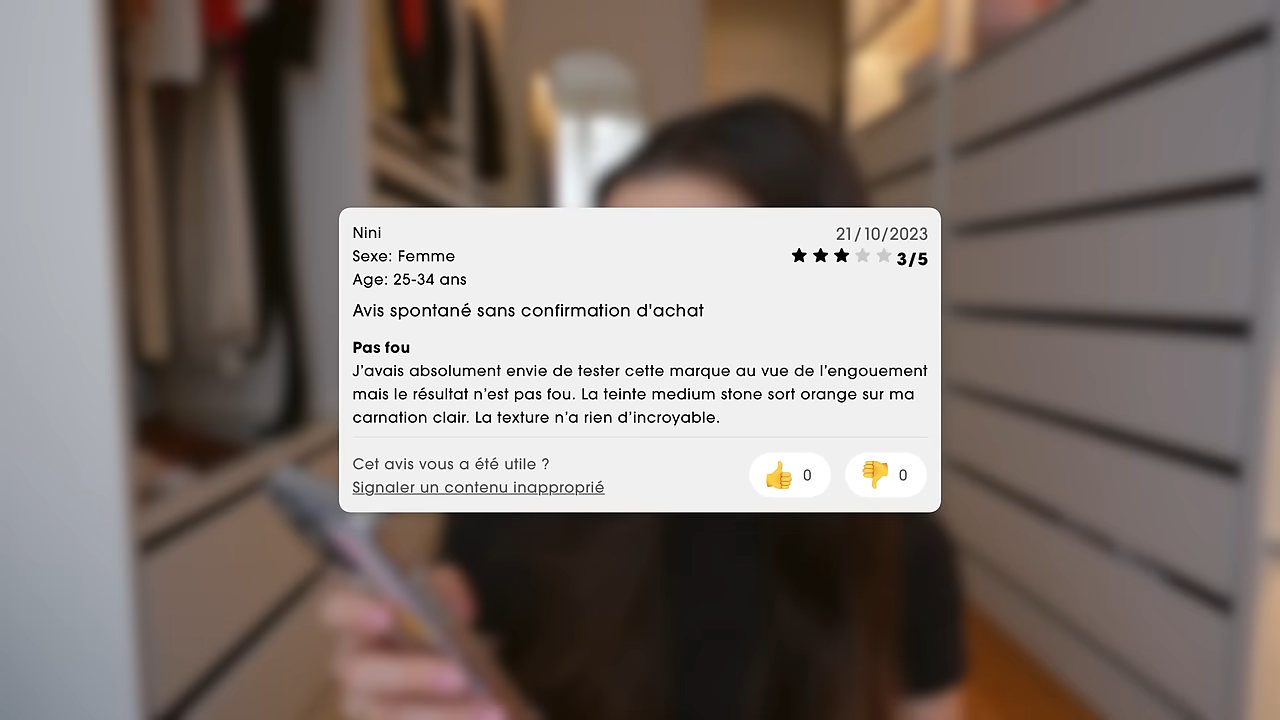 Nini
21/10/2023
Sexe: Femme
3/5
Age: 25-34 ans
Avis spontané sans confirmation d'achat
Pas fou
J'avais absolument envie de tester cette marque au vue de l'engouement
mais le résultat n'est pas fou. La teinte medium stone sort orange sur ma
carnation clair. La texture n'a rien d'incroyable.
Cet avis vous a été utile ?
0
0
Signaler un contenu inapproprié